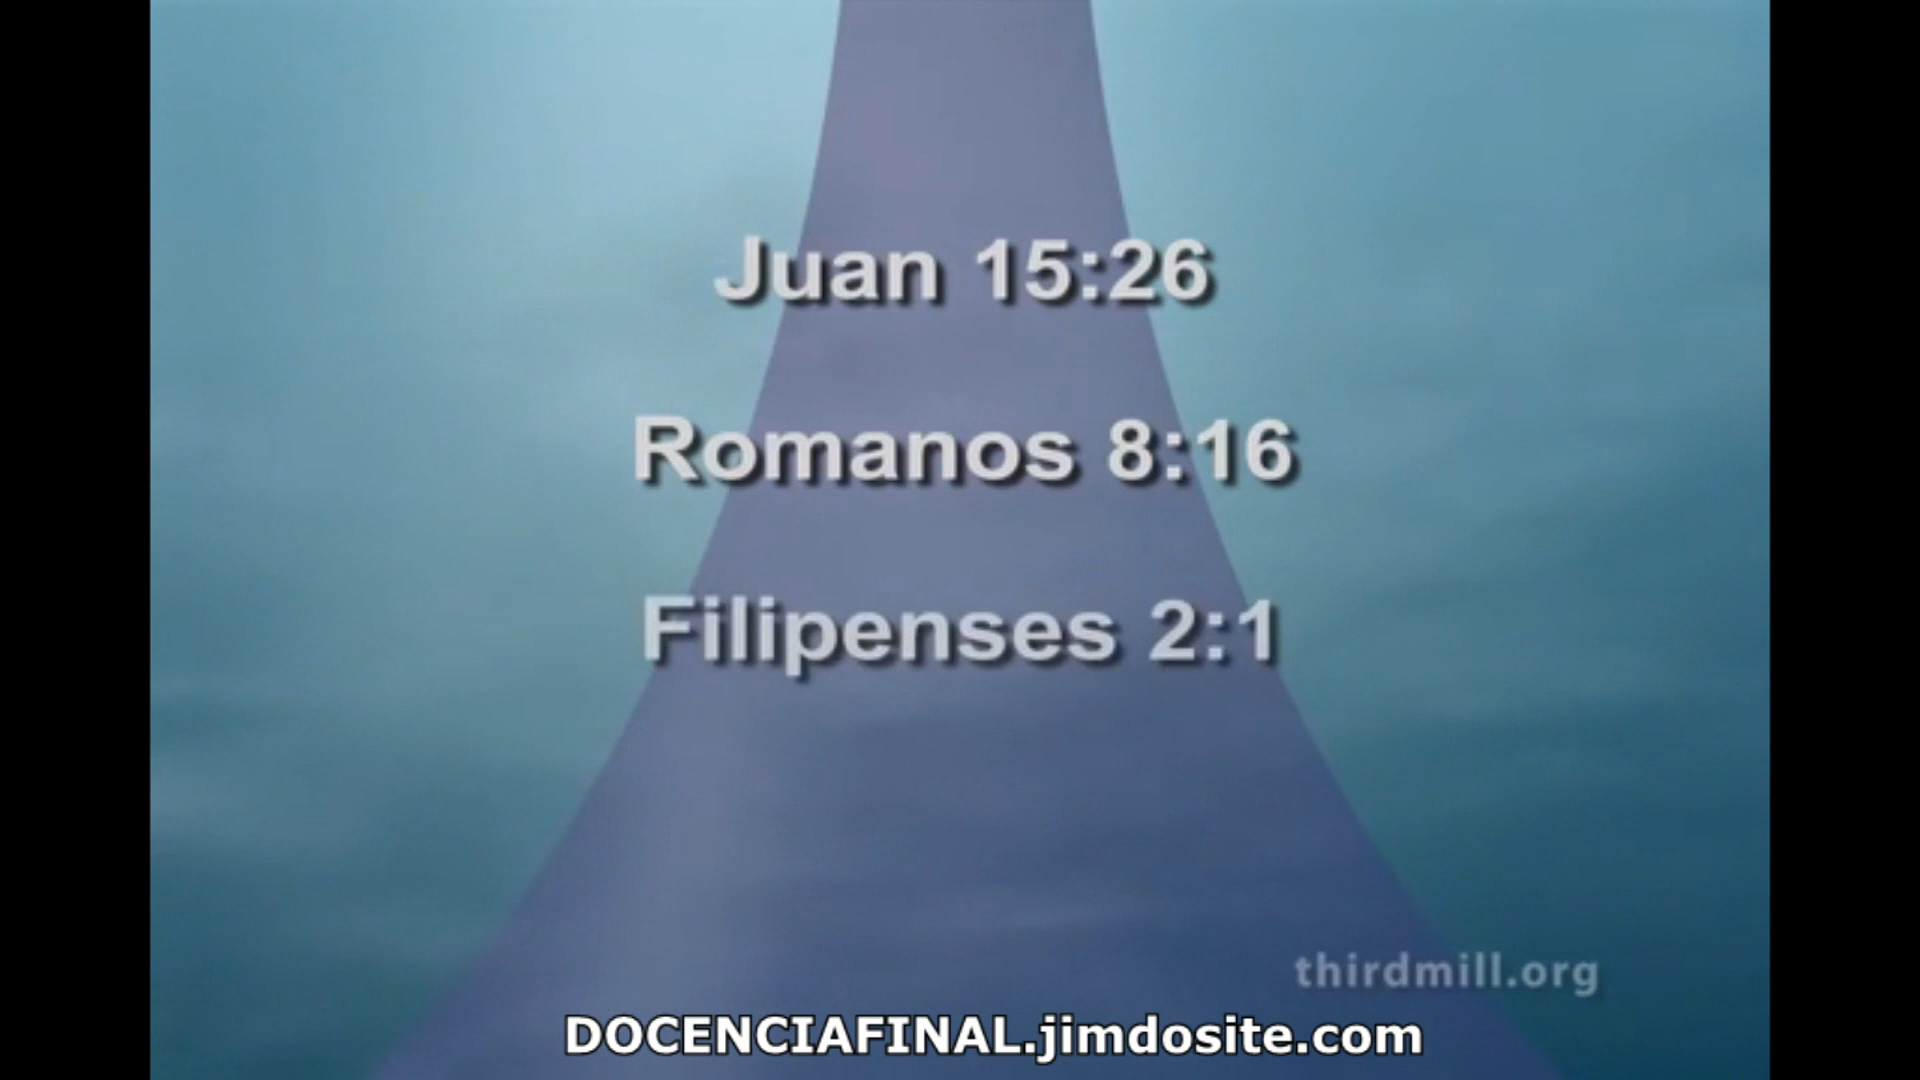 Juan 15:26
Romanos 8:16
Filipenses 2:1
thirdmill.org
DOCENCIAFINAL.jimdosite.com